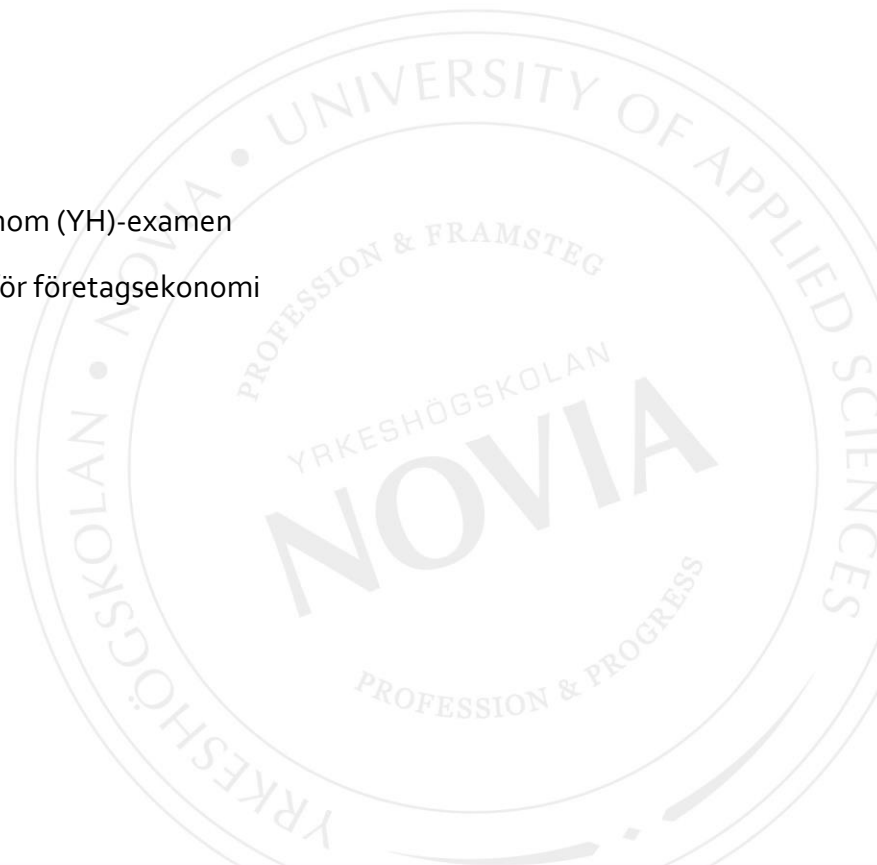 nom (YH)-examen
ör företagsekonomi
YRKESHÖGSKOLAN • NOVIA • UNIVERSITY OF APPLIED SCIENCES
PROFESSION & FRAMSTEG
YRKESHÖGSKOLAN
NOVIA
PROFESSION & PROGRESS